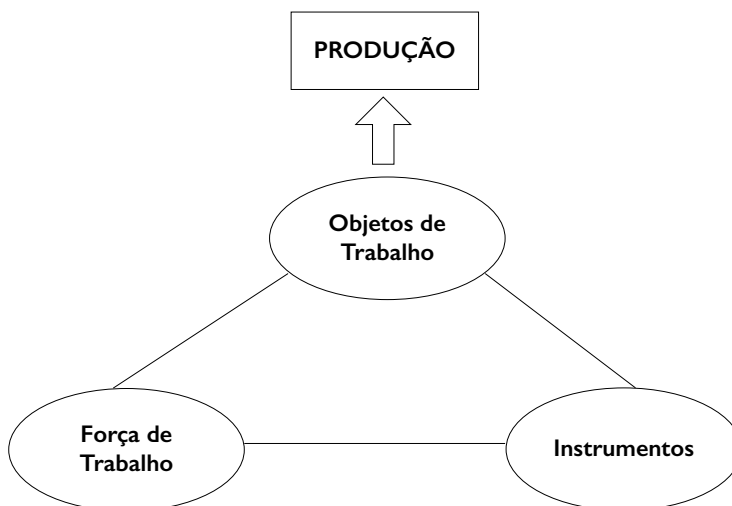 PRODUÇÃO
Objetos de
Trabalho
Força de
Trabalho
Instrumentos